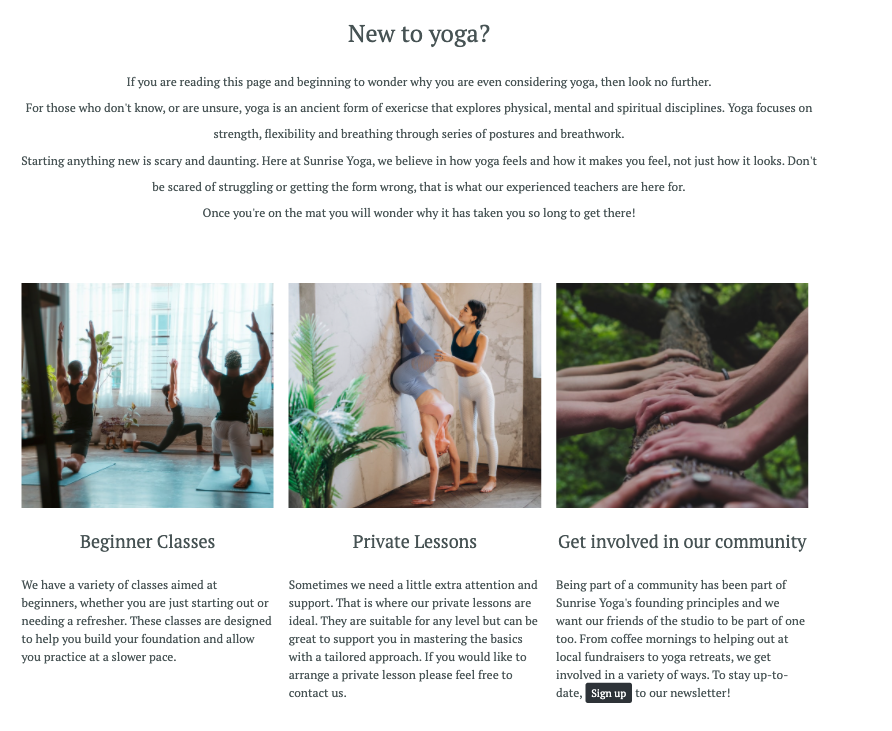 New to yoga?
If you are reading this page and beginning to wonder why you are even considering yoga, then look no further.
For those who don't know, or are unsure, yoga is an ancient form of exericse that explores physical, mental and spiritual disciplines. Yoga focuses on
strength, flexibility and breathing through series of postures and breathwork.
Starting anything new is scary and daunting. Here at Sunrise Yoga, we believe in how yoga feels and how it makes you feel, not just how it looks. Don't
be scared of struggling or getting the form wrong, that is what our experienced teachers are here for.
Once you're on the mat you will wonder why it has taken you so long to get there!
Beginner Classes
We have a variety of classes aimed at
beginners, whether you are just starting out or
needing a refresher. These classes are designed
to help you build your foundation and allow
you practice at a slower pace.
Private Lessons
Sometimes we need a little extra attention and
support. That is where our private lessons are
ideal. They are suitable for any level but can be
great to support you in mastering the basics
with a tailored approach. If you would like to
arrange a private lesson please feel free to
contact us.
Get involved in our community
Being part of a community has been part of
Sunrise Yoga's founding principles and we
want our friends of the studio to be part of one
too. From coffee mornings to helping out at
local fundraisers to yoga retreats, we get
involved in a variety of ways. To stay up-to-
date, Sign up to our newsletter!